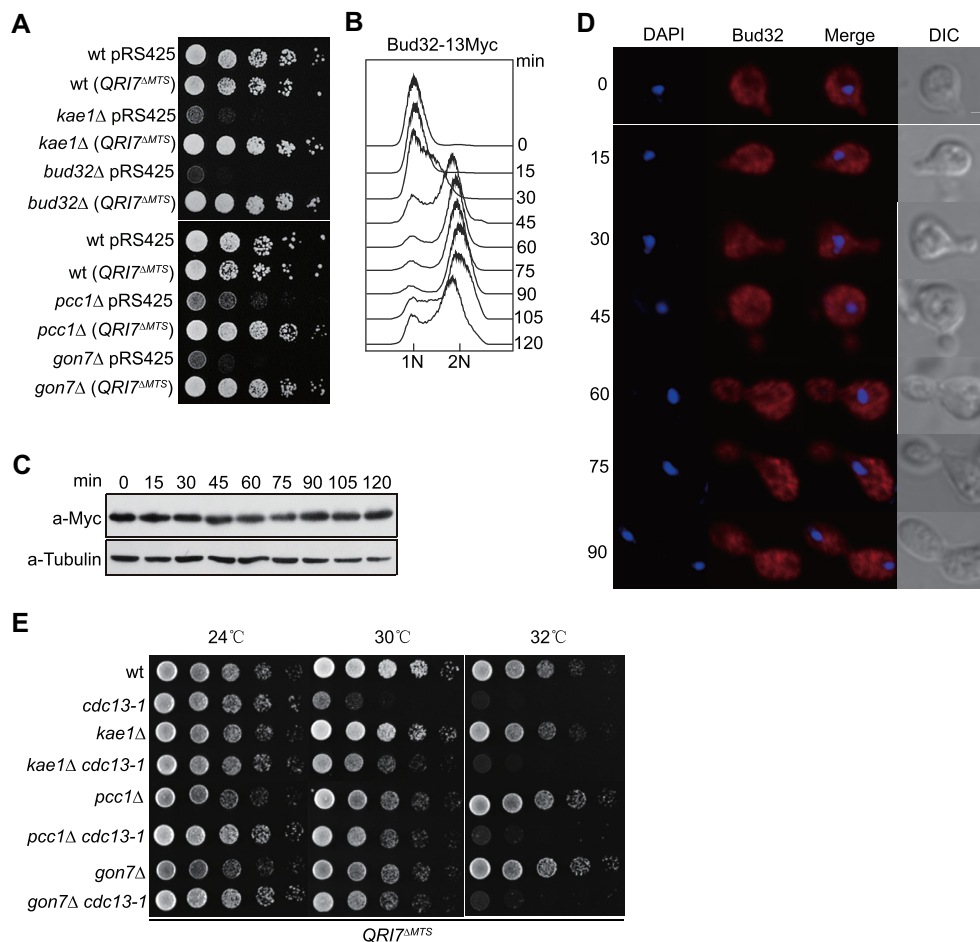 A
wt pRS425
wt (QRI7ΔMTS)
kae1Δ pRS425
kae1Δ (QRI7ΔMTS)
bud32Δ pRS425
bud32Δ (QRI7ΔMTS)
wt pRS425
wt (QRI7ΔMTS)
pcc1Δ pRS425
pcc1Δ (QRI7ΔMTS)
gon7Δ pRS425
gon7Δ (QRI7ΔMTS)
B
Bud32-13Myc
min
0
15
30
45
60
75
90
105
120
1N 2N
C
min 0 15 30 45 60 75 90 105 120
a-Myc
a-Tubulin
D
DAPI Bud32 Merge DIC
0
15
30
45
60
75
90
E
24℃ 30℃ 32℃
wt
cdc13-1
kae1Δ
kae1Δ cdc13-1
pcc1Δ
pcc1Δ cdc13-1
gon7Δ
gon7Δ cdc13-1
QRI7ΔMTS